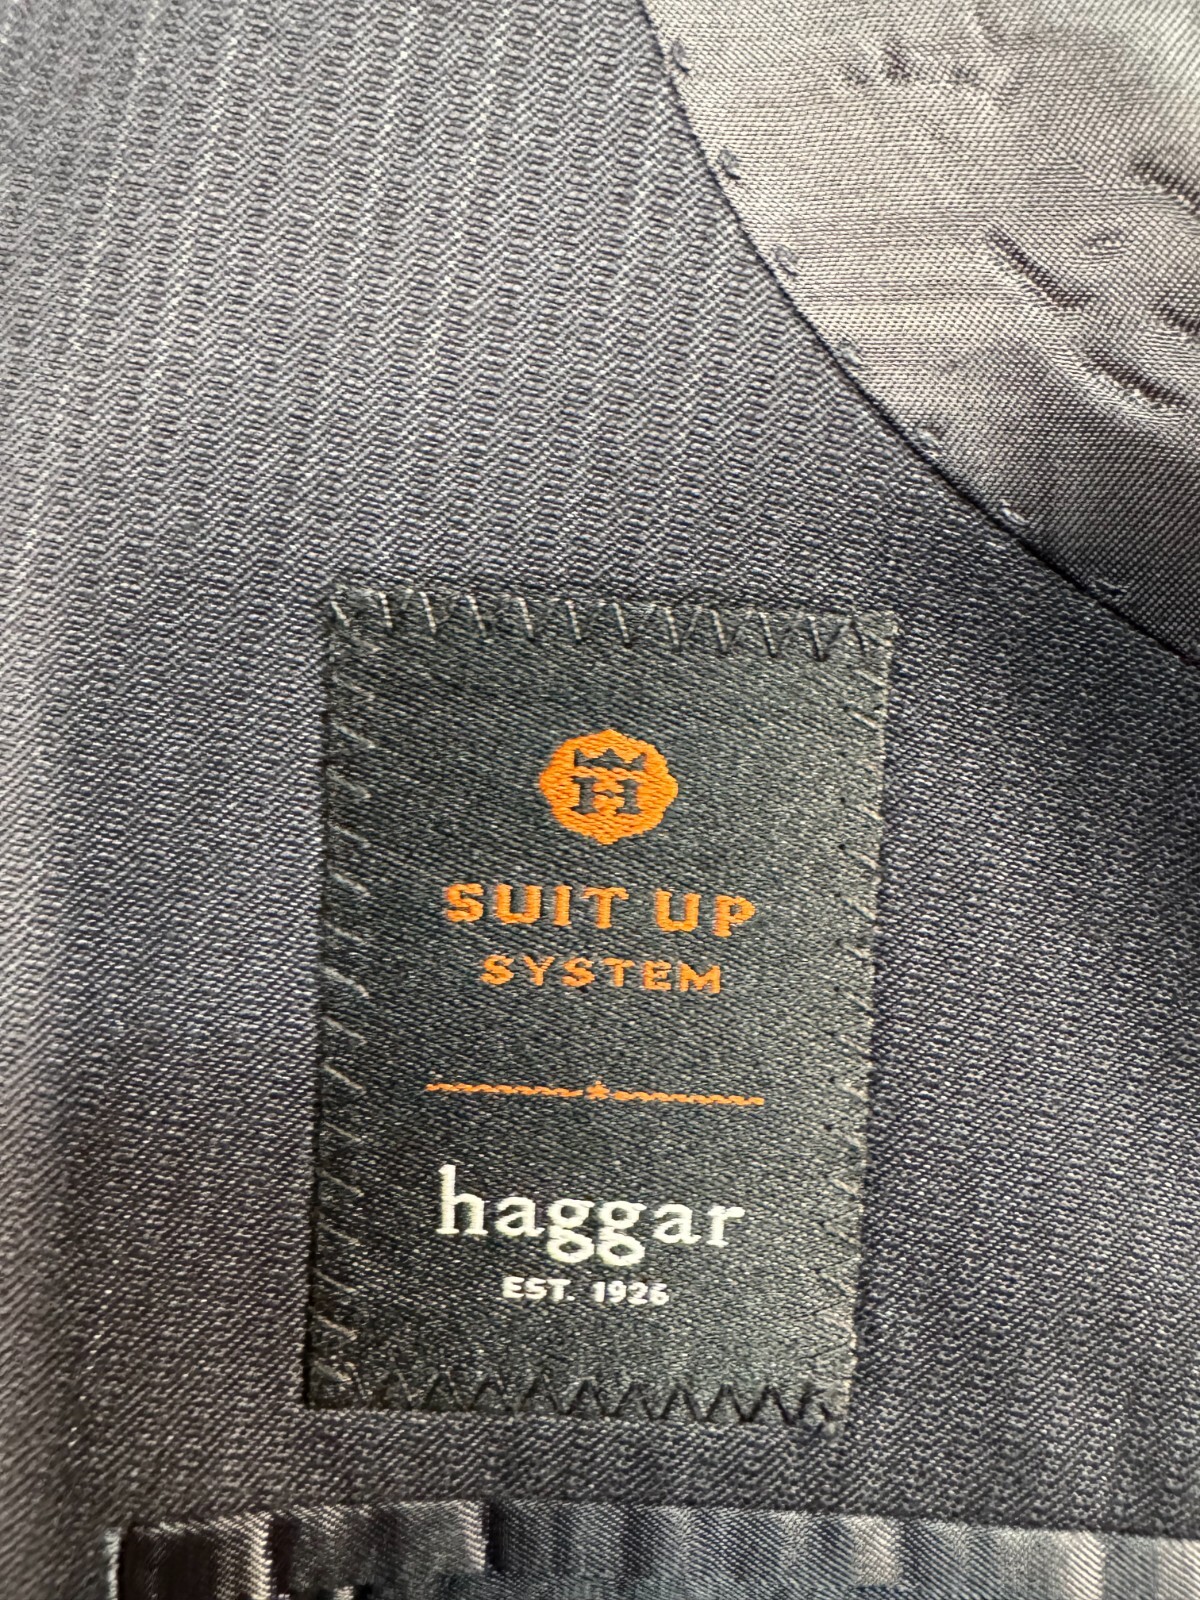 H
SUIT UP
SYSTEM
haggar
EST. 1926